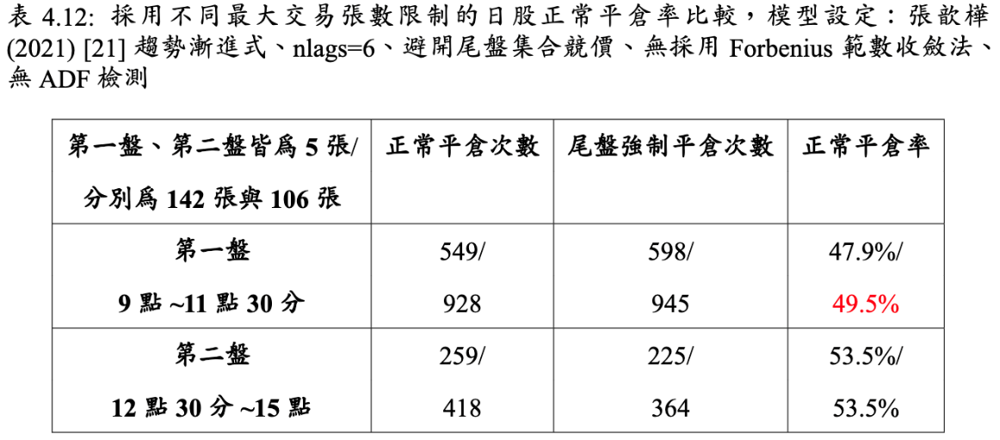 表 4.12: 採用不同最大交易張數限制的日股正常平倉率比較，模型設定：張歆樺
(2021) [21] 趨勢漸進式、nlags=6、避開尾盤集合競價、無採用 Forbenius 範數收斂法、
無 ADF 檢測
第一盤、第二盤皆為 5 張/ 正常平倉次數 尾盤強制平倉次數 正常平倉率
分別為 142 張與 106 張
第一盤 549/ 598/ 47.9%/
9 點 ~11 點 30 分 928 945 49.5%
第二盤 259/ 225/ 53.5%/
12 點 30 分 ~15 點 418 364 53.5%